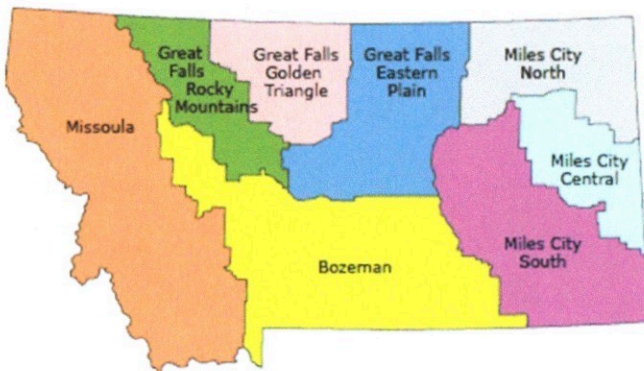 Great
Falls
Rocky
Mountains
Great Falls
Golden
Triangle
Great Falls
Eastern
Plain
Miles City
North
Missoula
Miles City
Central
Miles City
South
Bozeman